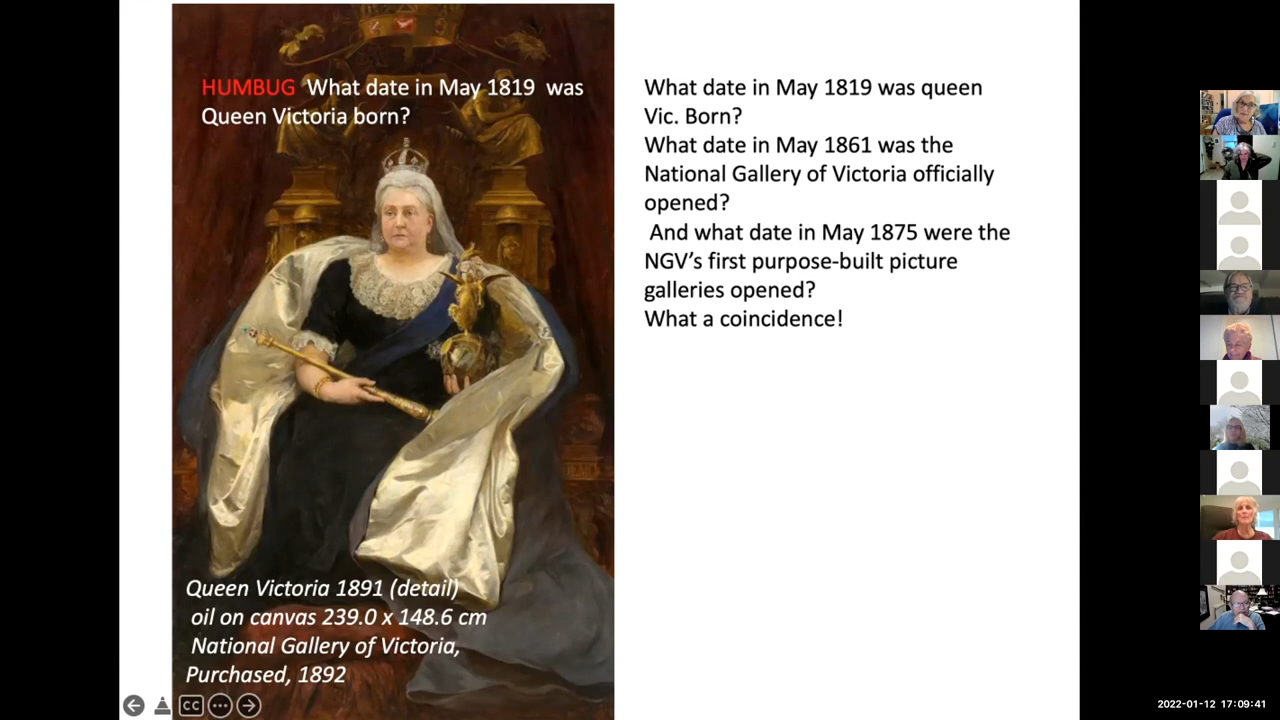 HUMBUG What date in May 1819 was
Queen Victoria born?
Queen Victoria 1891 (detail)
oil on canvas 239.0 x 148.6 cm
National Gallery of Victoria,
Purchased, 1892
What date in May 1819 was queen
Vic. Born?
What date in May 1861 was the
National Gallery of Victoria officially
opened?
And what date in May 1875 were the
NGV’s first purpose-built picture
galleries opened?
What a coincidence!
CC
2022-01-12 17:09:41